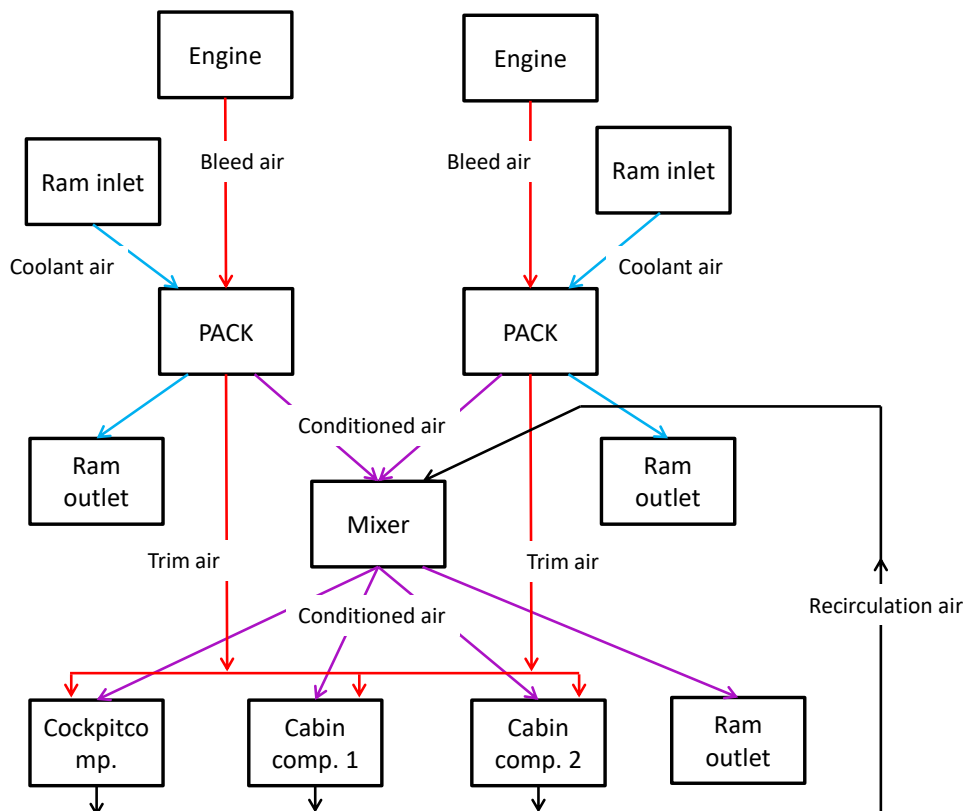 Engine
Engine
Bleed air
Bleed air
Ram inlet
Ram inlet
Coolant air
Coolant air
PACK
PACK
Conditioned air
Ram
outlet
Ram
outlet
Mixer
Trim air
Trim air
Conditioned air
Recirculation air
Cockpitco
mp.
Cabin
comp. 1
Cabin
comp. 2
Ram
outlet